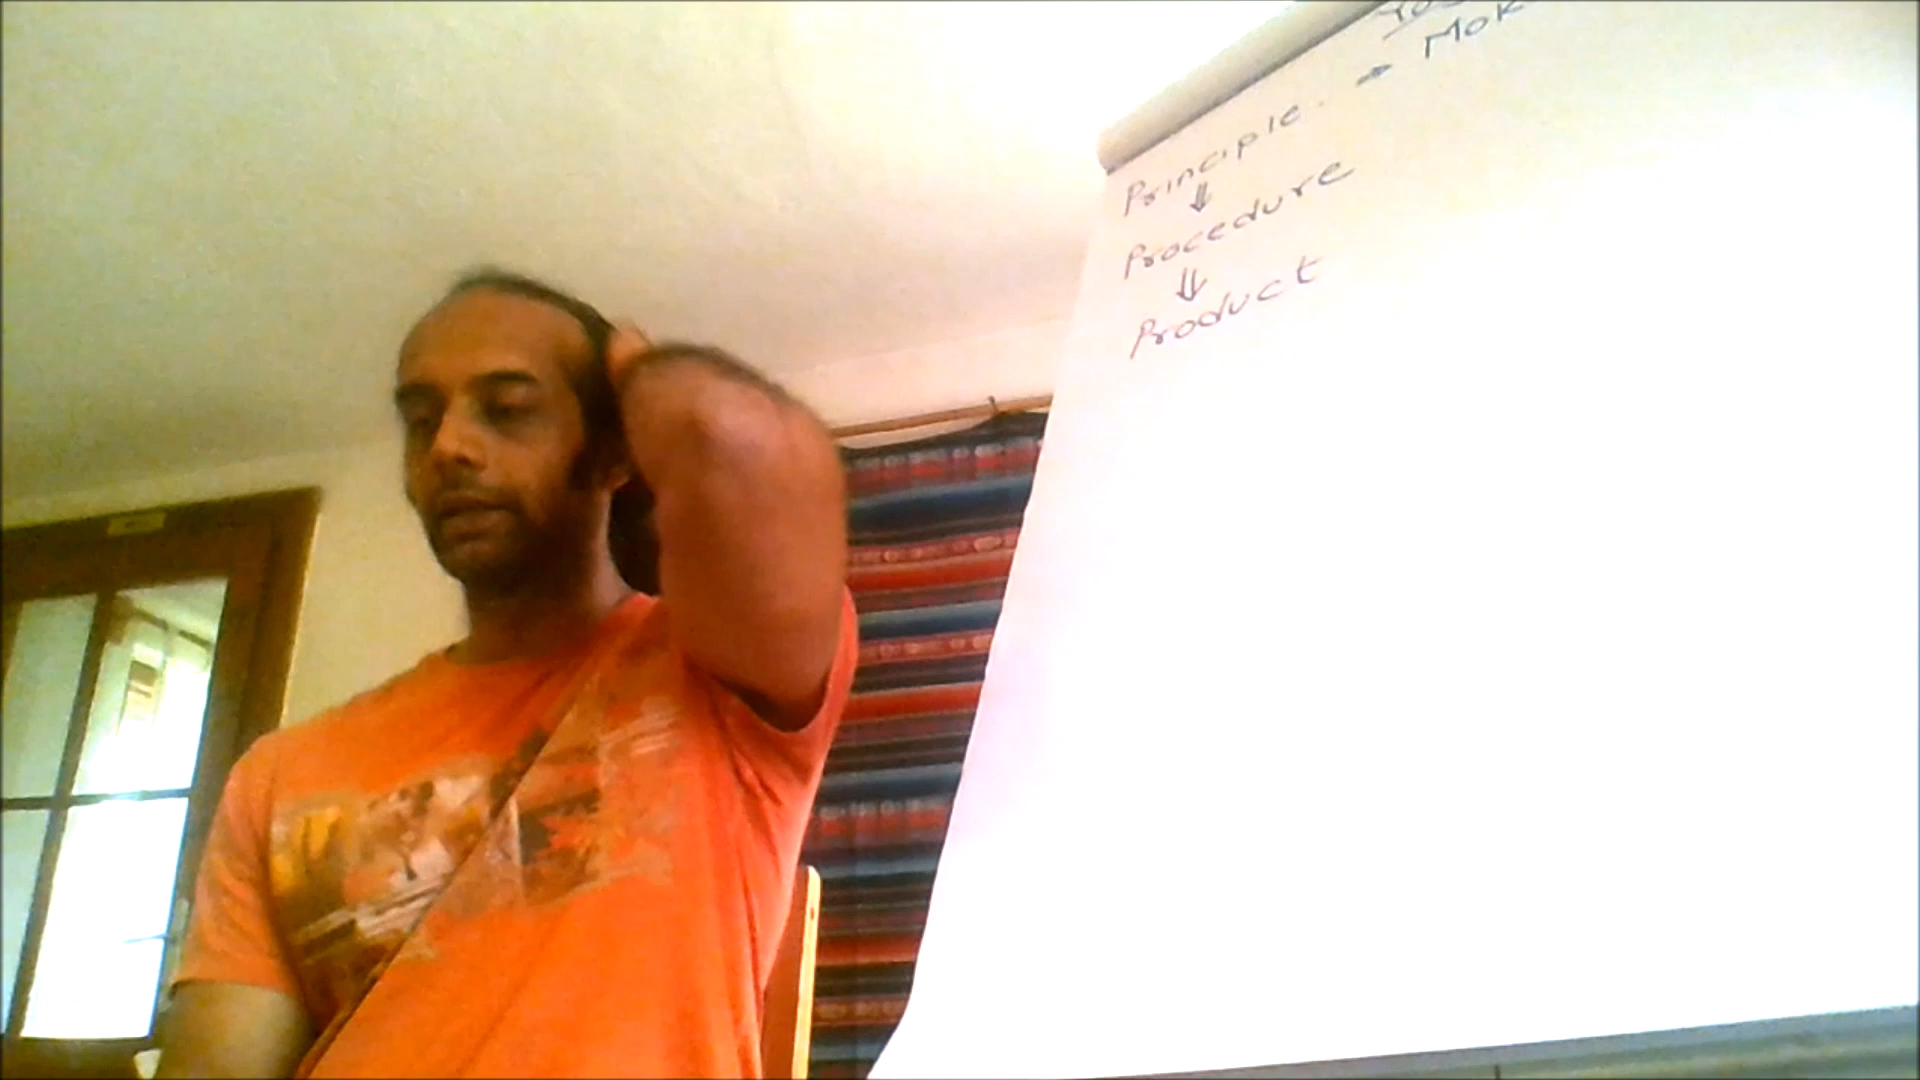 Principle. →
⇓
Procedure
⇓
Product